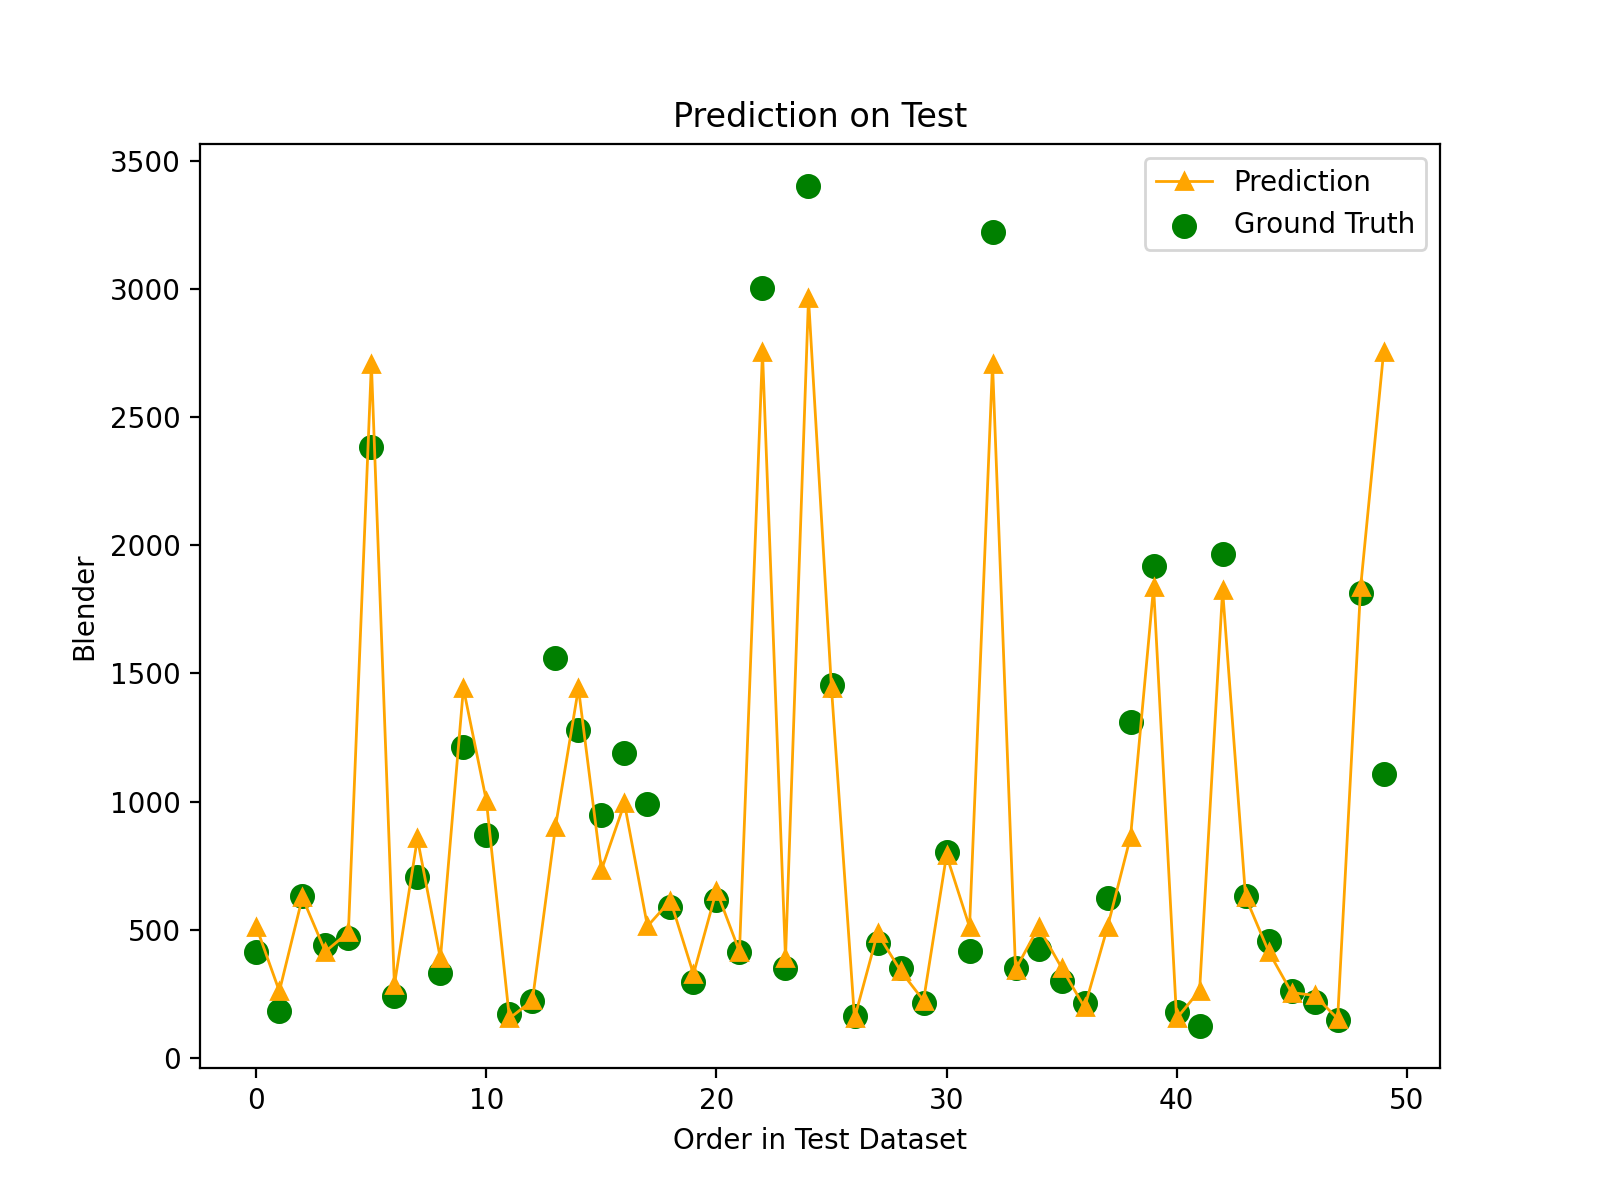 Prediction on Test
Prediction
Ground Truth
3500
3000
2500
2000
1500
1000
500
0
Blender
0 10 20 30 40 50
Order in Test Dataset